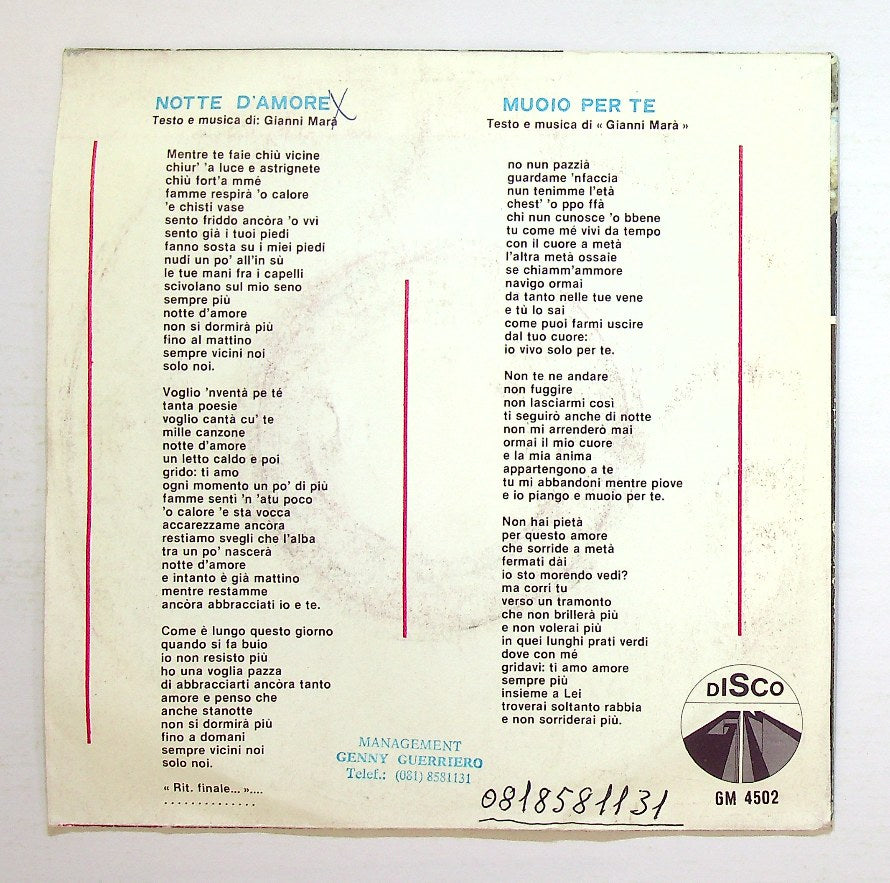 NOTTE D'AMORE X
Testo e musica di: Gianni Marà
Mentre te faie chiù vicine
chiur' 'a luce e astrignete
chiù fort'a mmé
famme respirà 'o calore
'e chisti vase
sento friddo ancòra 'o vvi
sento già i tuoi piedi
fanno sosta su i miei piedi
nudi un po' all'in sù
le tue mani fra i capelli
scivolano sul mio seno
sempre più
notte d'amore
non si dormirà più
fino al mattino
sempre vicini noi
solo noi.
Voglio 'nventà pe té
tanta poesie
voglio cantà cu' te
mille canzone
notte d'amore
un letto caldo e poi
grido: ti amo
ogni momento un po' di più
famme sentì 'n 'atu poco
'o calore 'e sta vocca
accarezzame ancòra
restiamo svegli che l'alba
tra un po' nascerà
notte d'amore
e intanto è già mattino
mentre restamme
ancòra abbracciati io e te.
Come è lungo questo giorno
quando si fa buio
io non resisto più
ho una voglia pazza
di abbracciarti ancòra tanto
amore e penso che
anche stanotte
non si dormirà più
fino a domani
sempre vicini noi
solo noi.
« Rit. finale... »....
..............
MUOIO PER TE
Testo e musica di « Gianni Marà »
no nun pazzià
guardame 'nfaccia
nun tenimme l'età
chest' 'o ppo ffà
chi nun cunosce 'o bbene
tu come mé vivi da tempo
con il cuore a metà
l'altra metà ossaie
se chiamm'ammore
navigo ormai
da tanto nelle tue vene
e tù lo sai
come puoi farmi uscire
dal tuo cuore:
io vivo solo per te.
Non te ne andare
non fuggire
non lasciarmi così
ti seguirò anche di notte
non mi arrenderò mai
ormai il mio cuore
e la mia anima
appartengono a te
tu mi abbandoni mentre piove
e io piango e muoio per te.
Non hai pietà
per questo amore
che sorride a metà
fermati dài
io sto morendo vedi?
ma corri tu
verso un tramonto
che non brillerà più
e non volerai più
in quei lunghi prati verdi
dove con mé
gridavi: ti amo amore
sempre più
insieme a Lei
troverai soltanto rabbia
e non sorriderai più.
MANAGEMENT
GENNY GUERRIERO
Telef.: (081) 8581131
0818581131
DISCO
GM
GM 4502